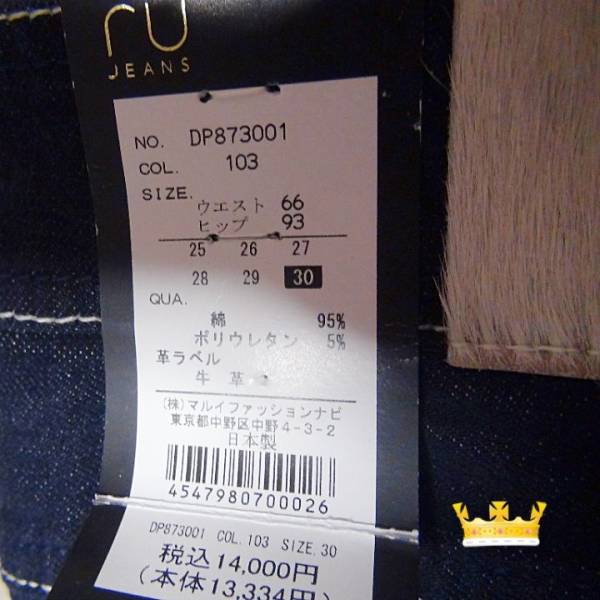 ru
JEANS
NO. DP873001
COL. 103
SIZE.
ウエスト 66
ヒップ 93
25 26 27
28 29 30
QUA.
綿 95%
ポリウレタン 5%
革ラベル
牛革
(株)マルイファッションナビ
東京都中野区中野4-3-2
日本製
4547980700026
DP873001 COL.103 SIZE.30
税込14,000円
(本体13,334円)